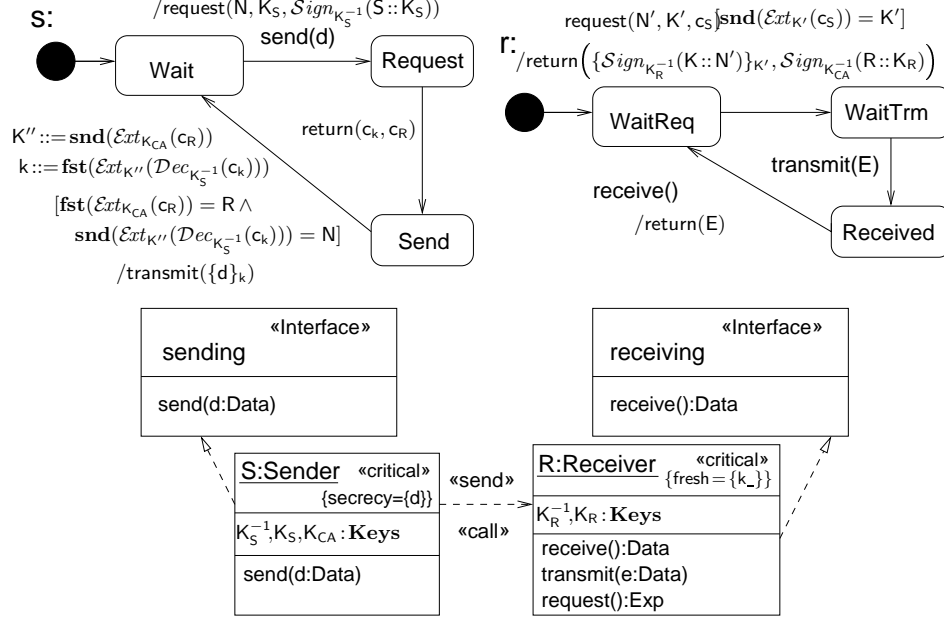 s:
/request(N, K_S, Sign_{K_S^{-1}}(S :: K_S))
send(d)
Wait
Request
return(c_k, c_R)
K'' ::= snd(Ext_{K_CA}(c_R))
k ::= fst(Ext_{K''}(Dec_{K_S^{-1}}(c_k)))
[fst(Ext_{K_CA}(c_R)) = R ∧
snd(Ext_{K''}(Dec_{K_S^{-1}}(c_k))) = N]
/transmit({d}_k)
Send
r:
request(N', K', c_S) [snd(Ext_{K'}(c_S)) = K']
/return({Sign_{K_R^{-1}}(K :: N')}_{K'}, Sign_{K_CA^{-1}}(R :: K_R))
WaitReq
WaitTrm
transmit(E)
receive()
/return(E)
Received
«Interface»
sending
send(d:Data)
«Interface»
receiving
receive():Data
S:Sender «critical»
{secrecy={d}}
K_S^{-1},K_S,K_CA : Keys
send(d:Data)
«send»
«call»
R:Receiver «critical»
{fresh={k_}}
K_R^{-1},K_R : Keys
receive():Data
transmit(e:Data)
request():Exp